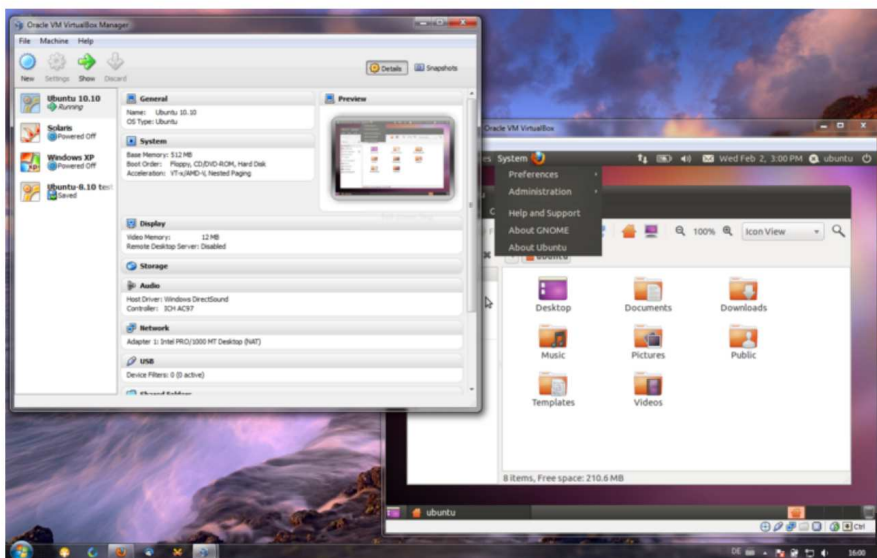 Oracle VM VirtualBox Manager
File Machine Help
New Settings Show Discard
Details Snapshots
Ubuntu 10.10
Running
Solaris
Powered Off
Windows XP
Powered Off
Ubuntu-8.10 test
Saved
General
Name: Ubuntu 10.10
OS Type: Ubuntu
System
Base Memory: 512 MB
Boot Order: Floppy, CD/DVD-ROM, Hard Disk
Acceleration: VT-x/AMD-V, Nested Paging
Display
Video Memory: 12 MB
Remote Desktop Server: Disabled
Storage
Audio
Host Driver: Windows DirectSound
Controller: ICH AC97
Network
Adapter 1: Intel PRO/1000 MT Desktop (NAT)
USB
Device Filters: 0 (0 active)
Shared Folders
Preview
Oracle VM VirtualBox
System
Wed Feb 2, 3:00 PM ubuntu
Preferences
Administration
Help and Support
About GNOME
About Ubuntu
100% Icon View
ubuntu
Desktop Documents Downloads
Music Pictures Public
Templates Videos
8 items, Free space: 210.6 MB
ubuntu
Ctrl
DE 16:00